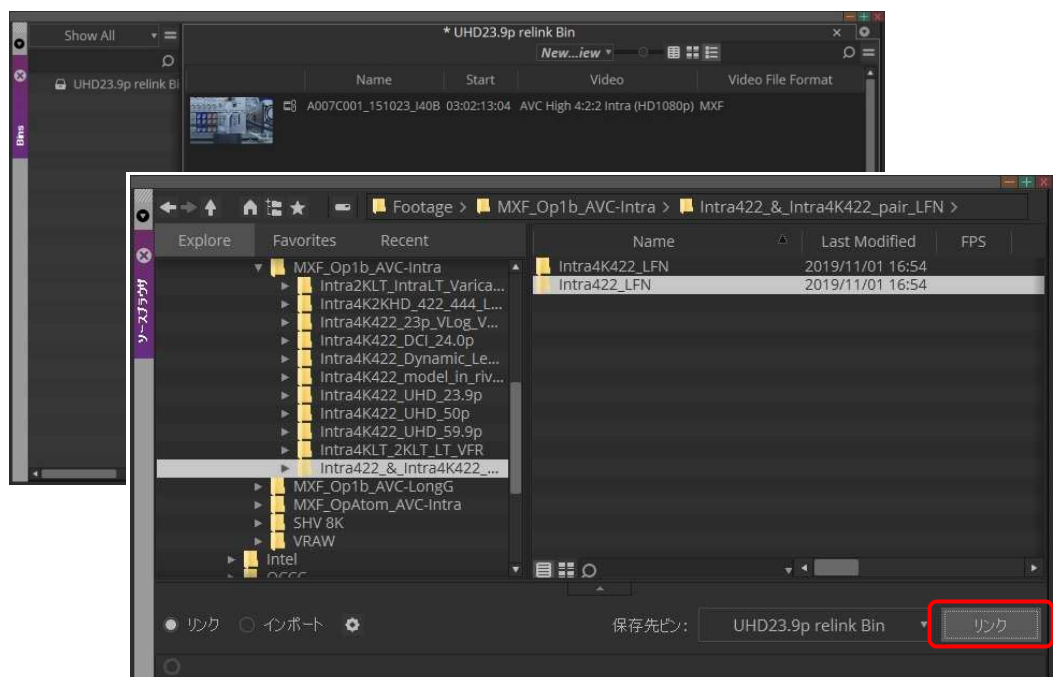 Show All
* UHD23.9p relink Bin
New...iew
UHD23.9p relink Bi
Name Start Video Video File Format
A007C001_151023_I40B 03:02:13:04 AVC High 4:2:2 Intra (HD1080p) MXF
Bins
Footage > MXF_Op1b_AVC-Intra > Intra422_&_Intra4K422_pair_LFN >
Explore Favorites Recent
Name Last Modified FPS
ソースブラウザ
MXF_Op1b_AVC-Intra
Intra2KLT_IntraLT_Varica...
Intra4K2KHD_422_444_L...
Intra4K422_23p_VLog_V...
Intra4K422_DCI_24.0p
Intra4K422_Dynamic_Le...
Intra4K422_model_in_riv...
Intra4K422_UHD_23.9p
Intra4K422_UHD_50p
Intra4K422_UHD_59.9p
Intra4KLT_2KLT_LT_VFR
Intra422_&_Intra4K422_...
MXF_Op1b_AVC-LongG
MXF_OpAtom_AVC-Intra
SHV 8K
VRAW
Intel
Intra4K422_LFN 2019/11/01 16:54
Intra422_LFN 2019/11/01 16:54
リンク インポート 保存先ビン: UHD23.9p relink Bin リンク